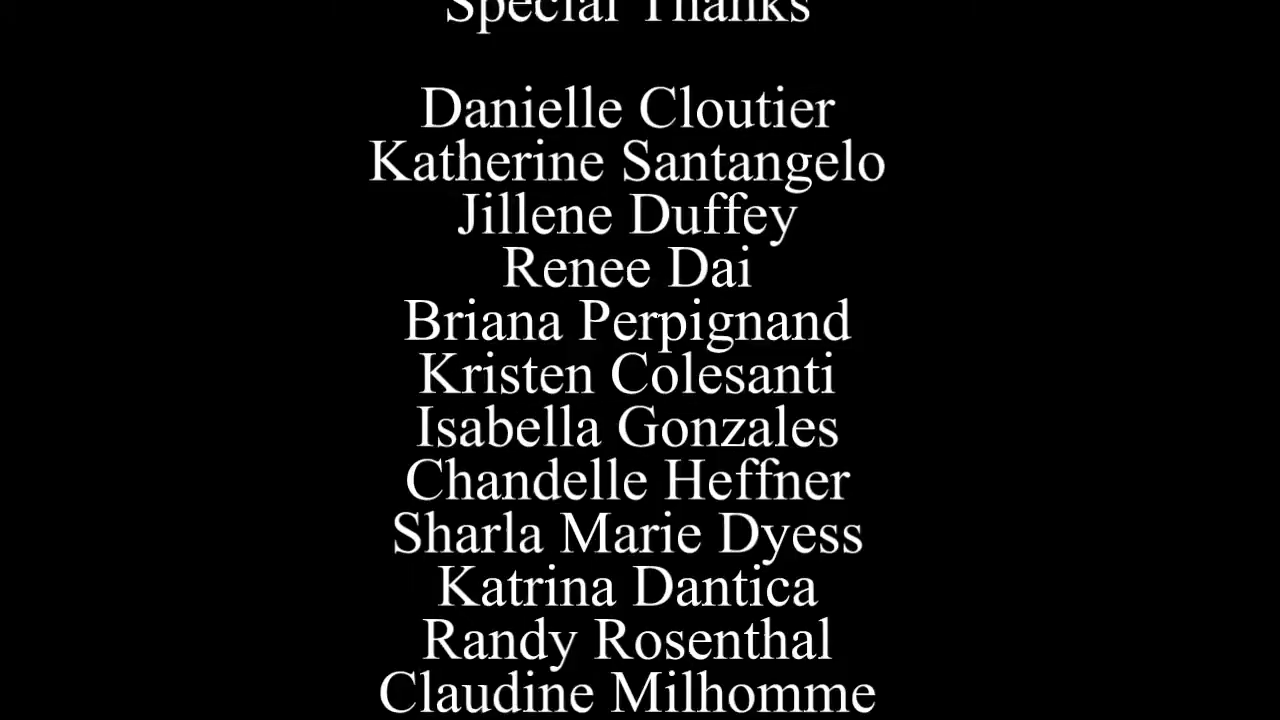 Special Thanks
Danielle Cloutier
Katherine Santangelo
Jillene Duffey
Renee Dai
Briana Perpignand
Kristen Colesanti
Isabella Gonzales
Chandelle Heffner
Sharla Marie Dyess
Katrina Dantica
Randy Rosenthal
Claudine Milhomme